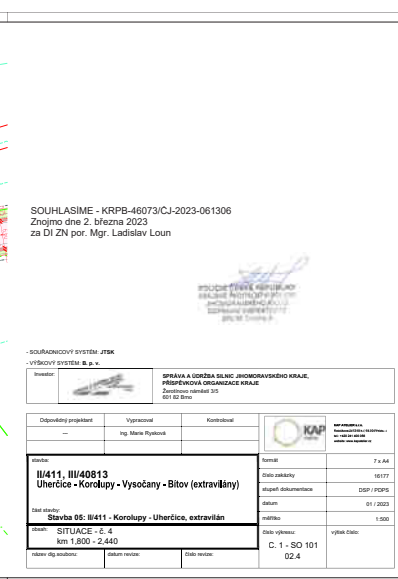 SOUHLASÍME - KRPB-46073/ČJ-2023-061306
Znojmo dne 2. března 2023
za DI ZN por. Mgr. Ladislav Loun
POLICIE ČESKÉ REPUBLIKY
- SOUŘADNICOVÝ SYSTÉM: JTSK
- VÝŠKOVÝ SYSTÉM: B. p. v.
Investor:
SPRÁVA A ÚDRŽBA SILNIC JIHOMORAVSKÉHO KRAJE,
PŘÍSPĚVKOVÁ ORGANIZACE KRAJE
Žerotínovo náměstí 3/5
601 82 Brno
Odpovědný projektant
Vypracoval
Kontroloval
---
Ing. Marie Rysková
KAP
stavba:
II/411, III/40813
Uherčice - Korolupy - Vysočany - Bítov (extravilány)
část stavby:
Stavba 05: II/411 - Korolupy - Uherčice, extravilán
formát
7 x A4
číslo zakázky
16177
stupeň dokumentace
DSP / PDPS
datum
01 / 2023
měřítko
1:500
obsah:
SITUACE - č. 4
km 1,800 - 2,440
číslo výkresu:
C. 1 - SO 101
02.4
výtisk číslo:
název dig souboru:
datum revize:
číslo revize: